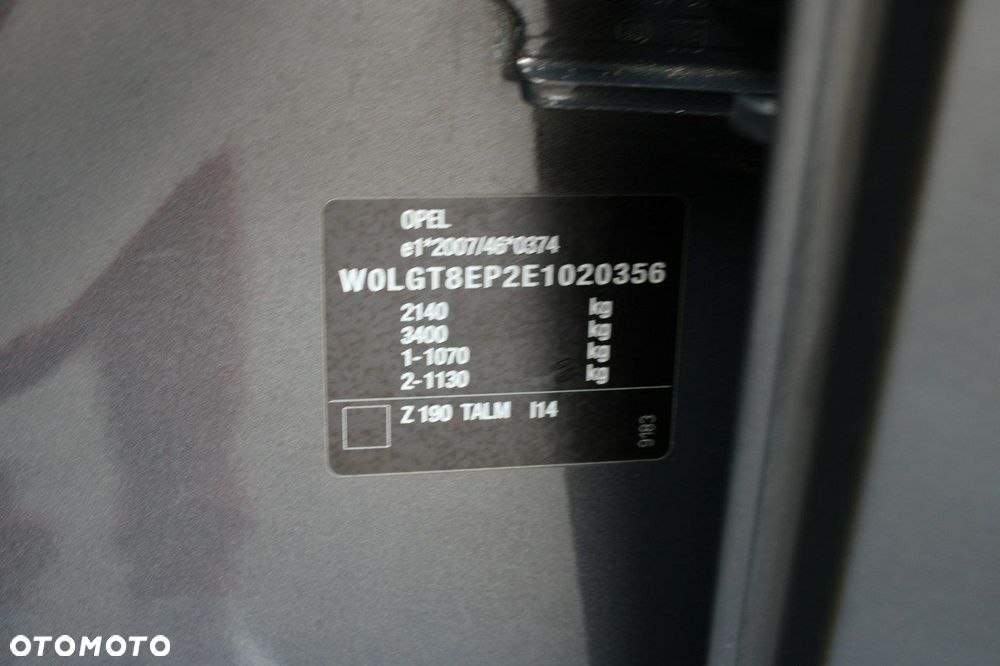 OPEL
e1*2007/46*0374
W0LGT8EP2E1020356
2140 kg
3400 kg
1-1070 kg
2-1130 kg
Z 190 TALM I14
9183
OTOMOTO